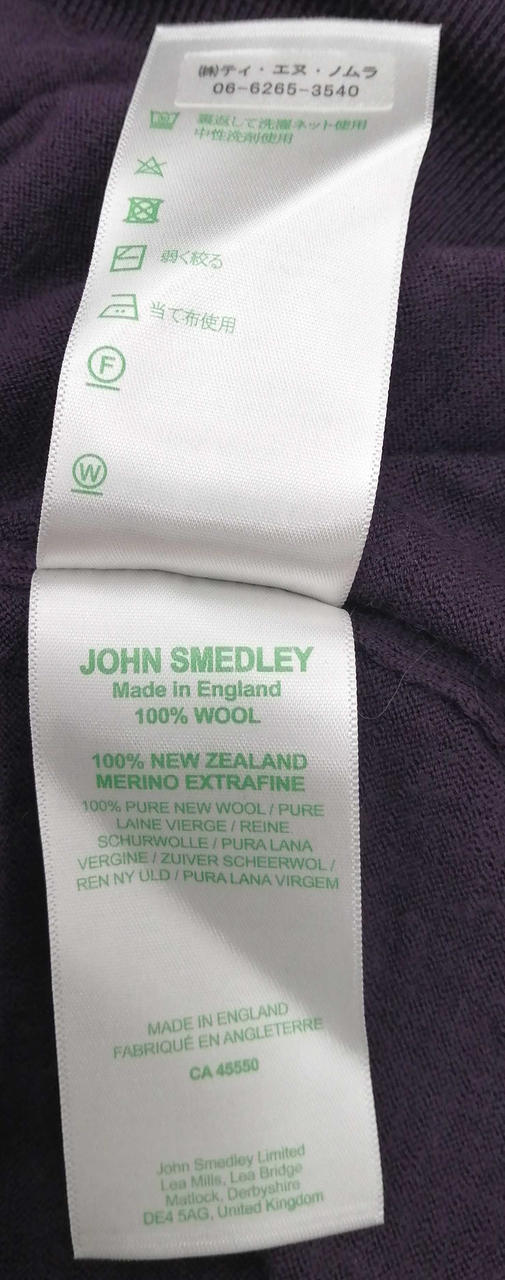 ㈱ティ・エヌ・ノムラ
06-6265-3540
裏返して洗濯ネット使用
中性洗剤使用
弱く絞る
当て布使用
F
W
JOHN SMEDLEY
Made in England
100% WOOL
100% NEW ZEALAND
MERINO EXTRAFINE
100% PURE NEW WOOL / PURE
LAINE VIERGE / REINE
SCHURWOLLE / PURA LANA
VERGINE / ZUIVER SCHEERWOL /
REN NY ULD / PURA LANA VIRGEM
MADE IN ENGLAND
FABRIQUÉ EN ANGLETERRE
CA 45550
John Smedley Limited
Lea Mills, Lea Bridge
Matlock, Derbyshire
DE4 5AG, United Kingdom